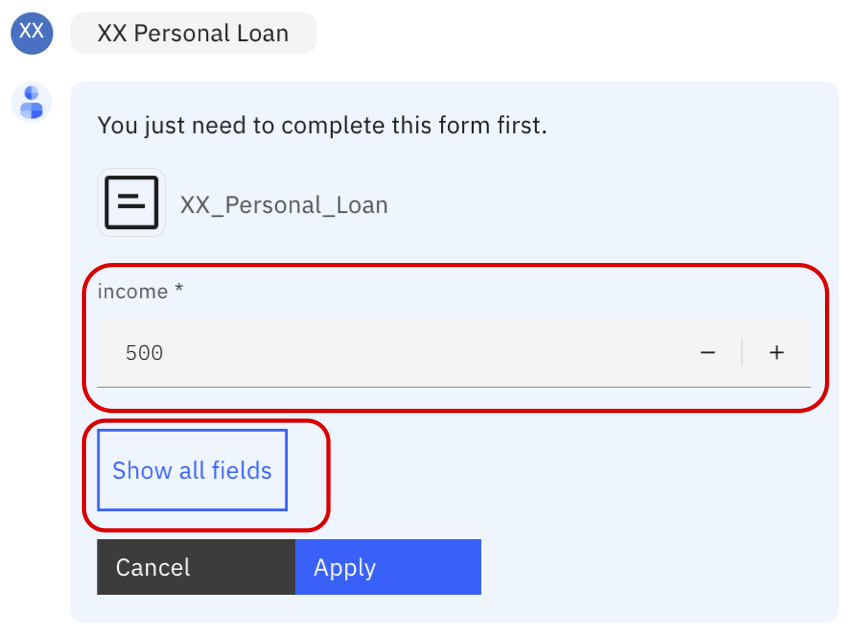 XX
XX Personal Loan
You just need to complete this form first.
XX_Personal_Loan
income *
500
Show all fields
Cancel
Apply